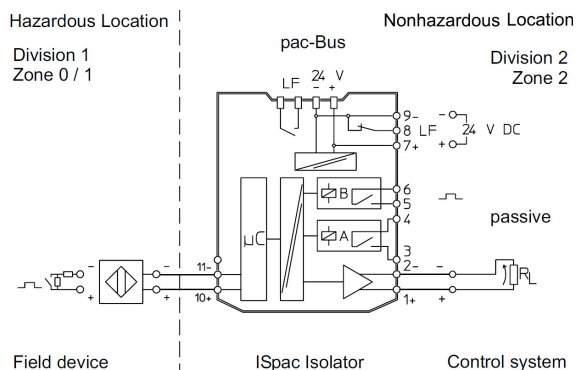 Hazardous Location
Nonhazardous Location
Division 1
Zone 0 / 1
pac-Bus
Division 2
Zone 2
LF 24 V
- +
9-
8 LF
7+
- 24 V DC
+
B
6
5
A
4
3
passive
µC
11-
10+
- +
- +
2-
1+
- +
RL
Field device
ISpac Isolator
Control system